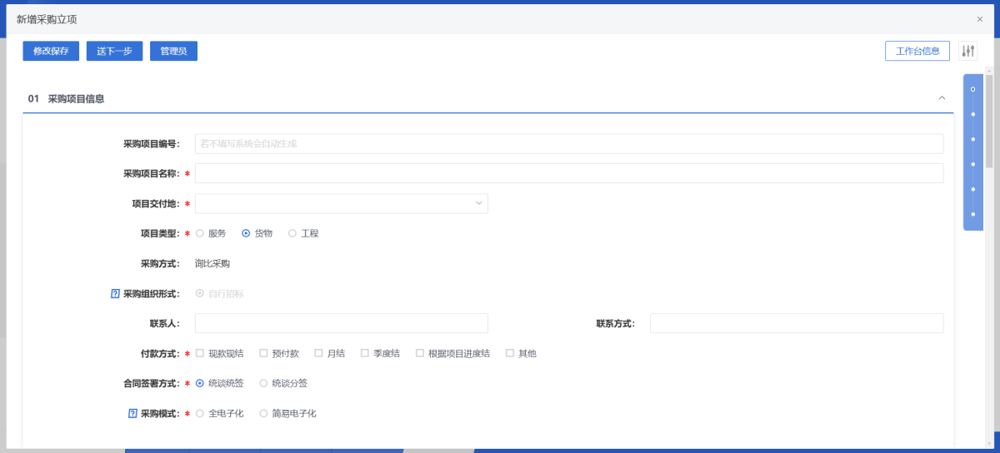 新增采购立项 ×
修改保存 送下一步 管理员 工作台信息
01 采购项目信息
采购项目编号： 若不填写系统会自动生成
采购项目名称： *
项目交付地： *
项目类型： * 服务 货物 工程
采购方式： 询比采购
? 采购组织形式： 自行招标
联系人： 联系方式：
付款方式： * 现款现结 预付款 月结 季度结 根据项目进度结 其他
合同签署方式： * 统谈统签 统谈分签
? 采购模式： * 全电子化 简易电子化